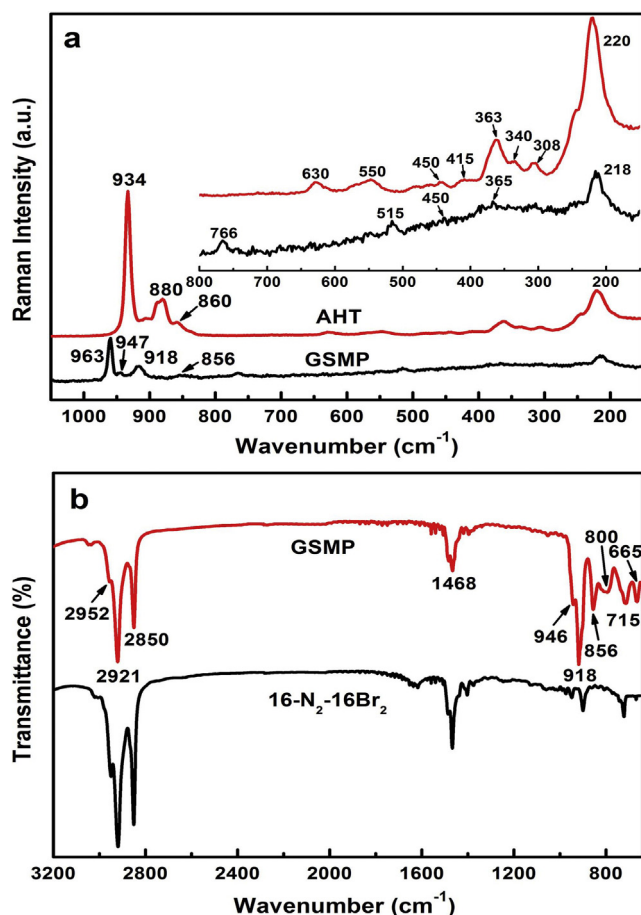 a
220
363
340
308
630
550
450
415
365
218
934
515
450
766
800 700 600 500 400 300 200
880
860
AHT
963
947
918
856
GSMP
1000 900 800 700 600 500 400 300 200
Wavenumber (cm⁻¹)
Raman Intensity (a.u.)
b
GSMP
800
665
2952
2850
1468
946
715
856
2921
918
16-N₂-16Br₂
3200 2800 2400 2000 1600 1200 800
Wavenumber (cm⁻¹)
Transmittance (%)